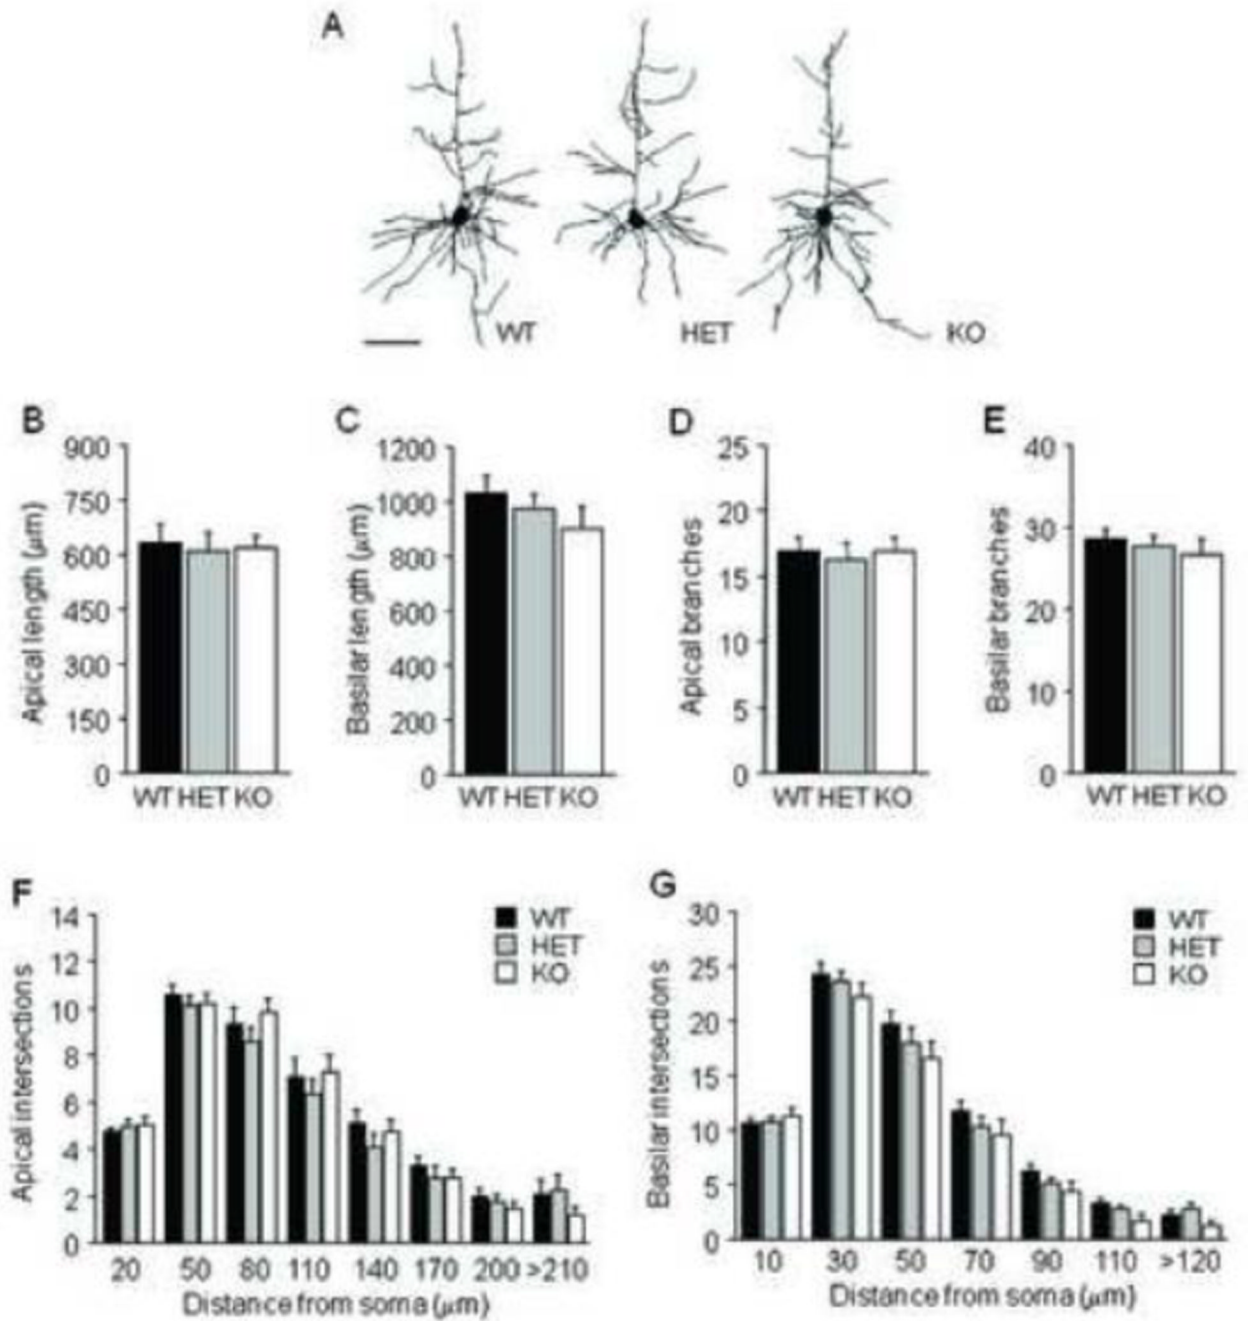 A
WT HET KO
B C D E
900
750
600
450
300
150
0
Apical length (μm)
WT HET KO
1200
1000
800
600
400
200
0
Basilar length (μm)
WT HET KO
25
20
15
10
5
0
Apical branches
WT HET KO
40
30
20
10
0
Basilar branches
WT HET KO
F
14
12
10
8
6
4
2
0
Apical intersections
WT
HET
KO
20 50 80 110 140 170 200 >210
Distance from soma (μm)
G
30
25
20
15
10
5
0
Basilar intersections
WT
HET
KO
10 30 50 70 90 110 >120
Distance from soma (μm)